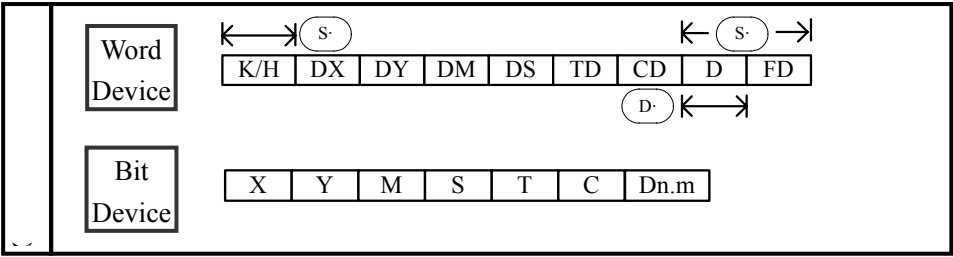 Word
Device
S· S·
K/H DX DY DM DS TD CD D FD
D·
Bit
Device
X Y M S T C Dn.m